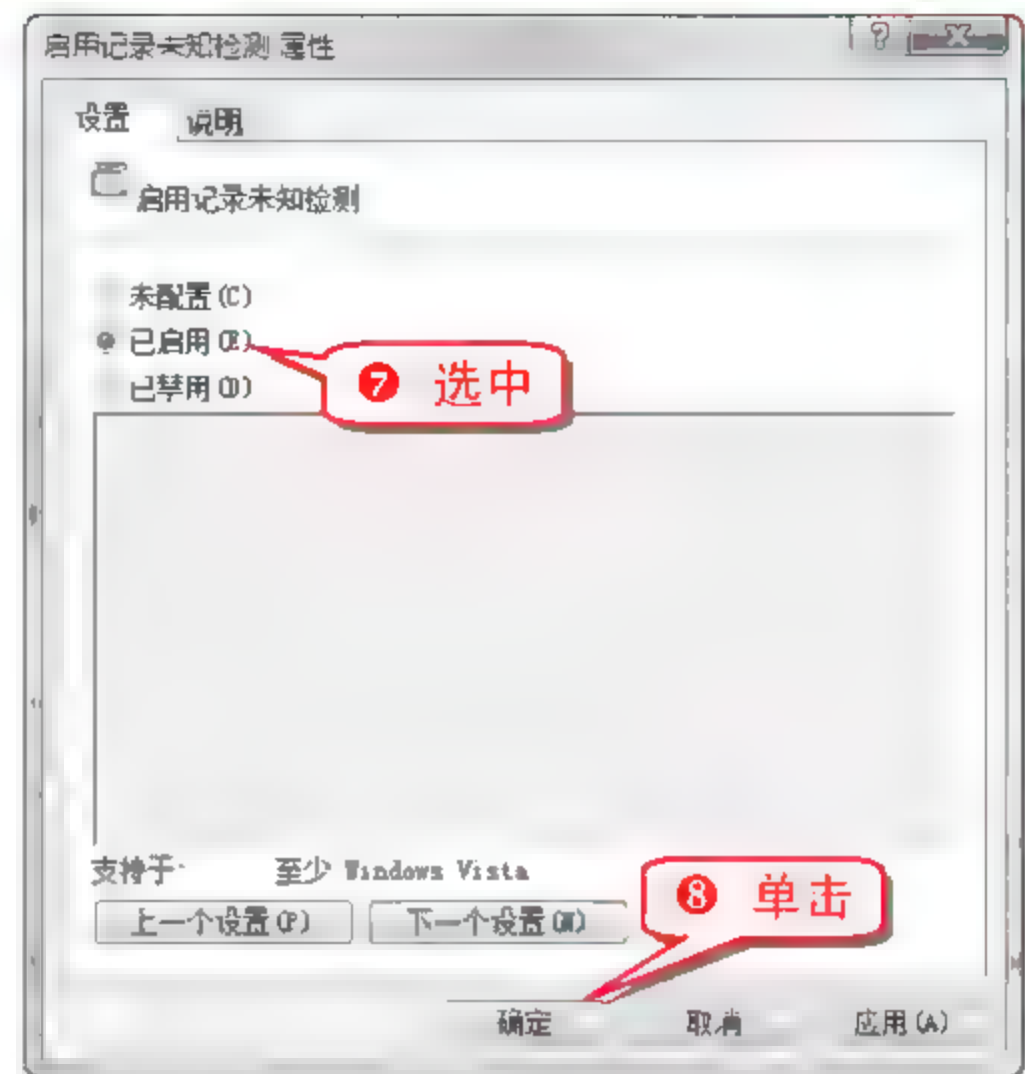 启用记录未知检测 属性
设置 说明
启用记录未知检测
未配置(C)
已启用(E)
❼ 选中
已禁用(D)
支持于: 至少 Windows Vista
❽ 单击
上一个设置(P) 下一个设置(N)
确定 取消 应用(A)